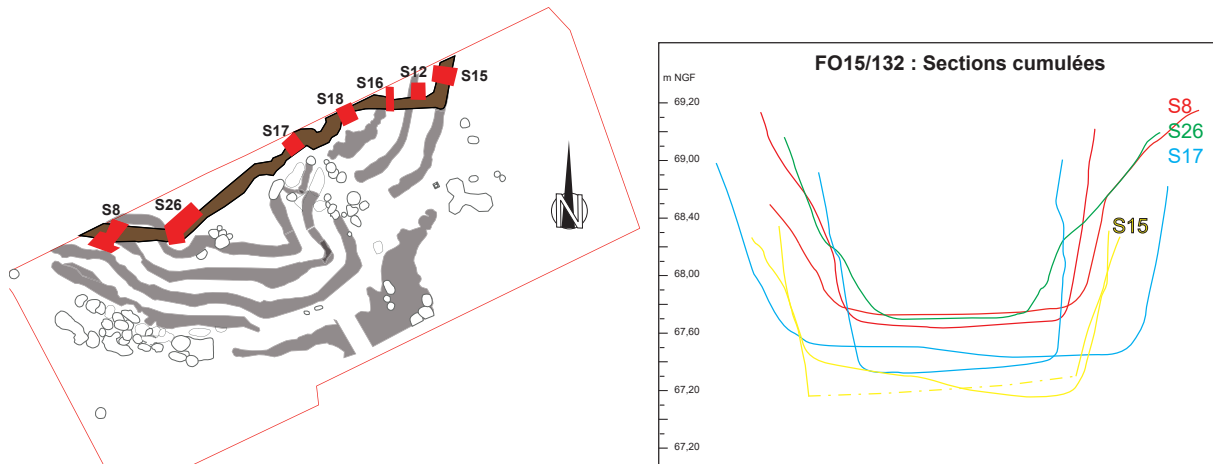 S12
S15
S16
S18
S17
S26
S8
N
FO15/132 : Sections cumulées
m NGF
69,20
69,00
68,40
68,00
67,60
67,20
67,20
S8
S26
S17
S15